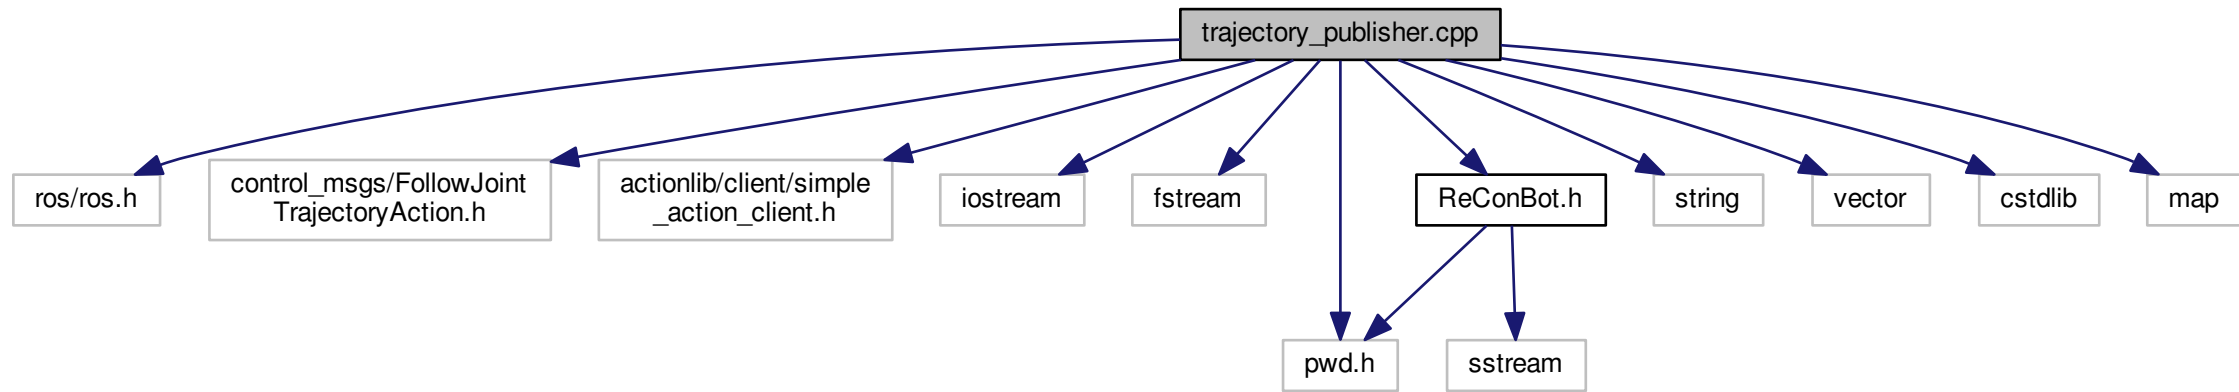 trajectory_publisher.cpp
ros/ros.h
control_msgs/FollowJoint
TrajectoryAction.h
actionlib/client/simple
_action_client.h
iostream
fstream
ReConBot.h
string
vector
cstdlib
map
pwd.h
sstream